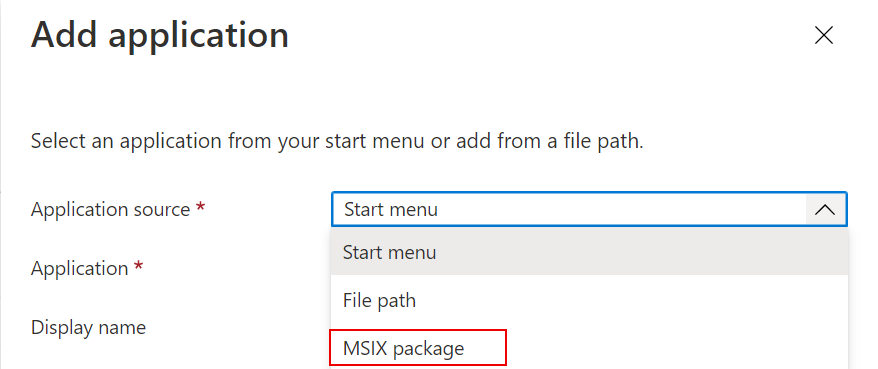 Add application
Select an application from your start menu or add from a file path.
Application source *
Start menu
Start menu
Application *
File path
Display name
MSIX package